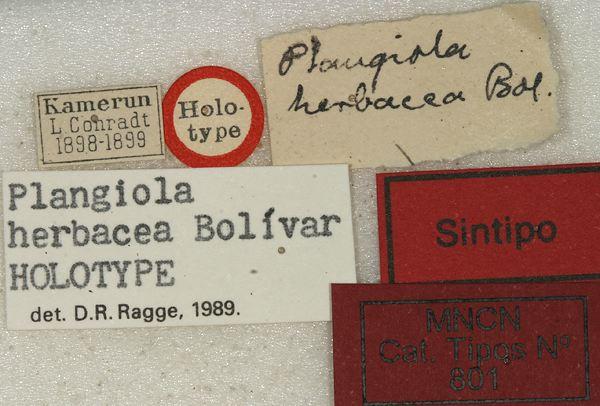 Kamerun
L. Conradt
1898-1899
Holo-
type
Plangiola
herbacea Bol.
Plangiola
herbacea Bolívar
HOLOTYPE
det. D.R. Ragge, 1989.
Sintipo
MNCN
Cat. Tipos Nº
801